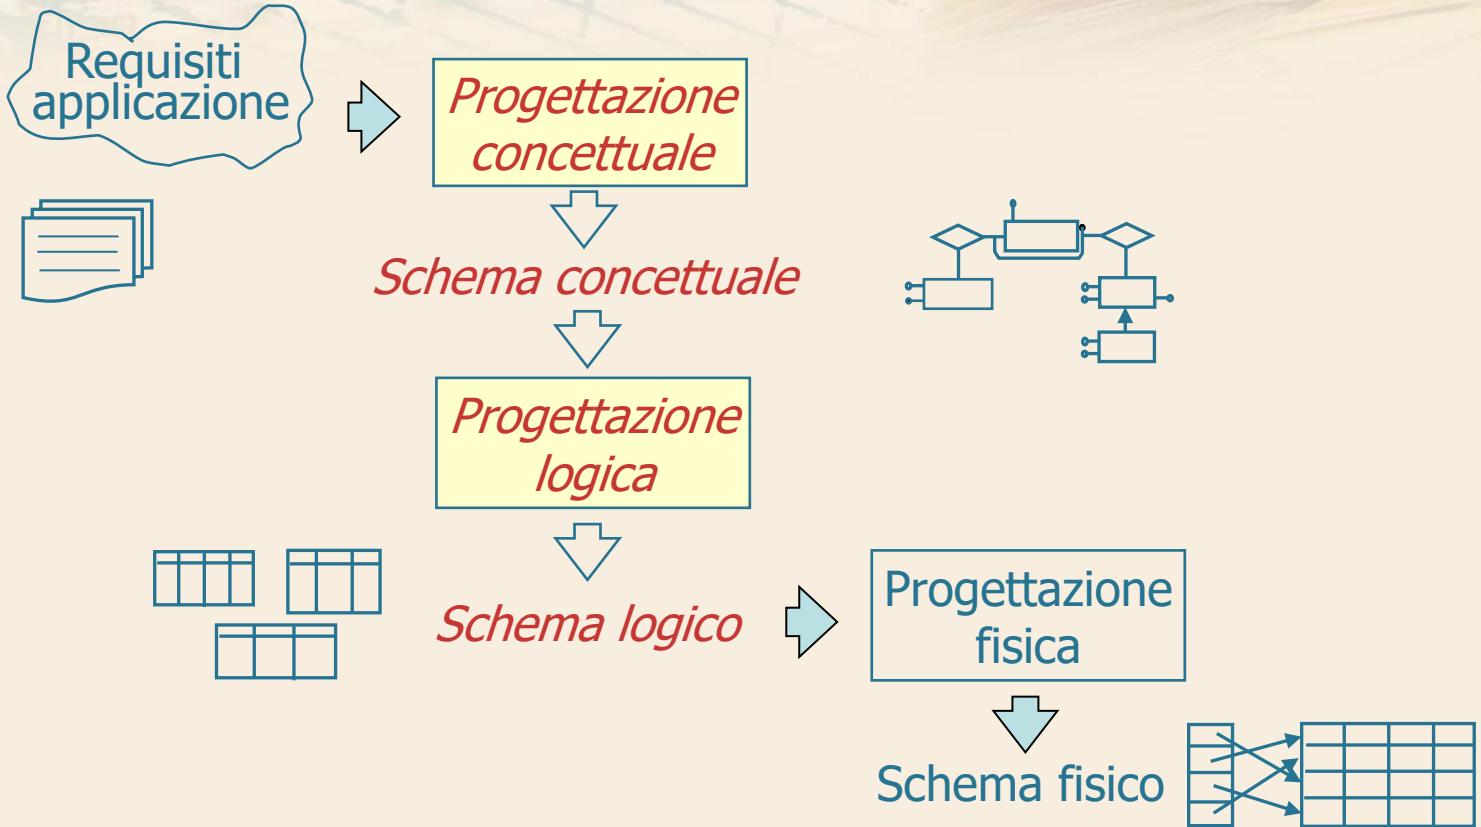 Requisiti
applicazione
Progettazione
concettuale
Schema concettuale
Progettazione
logica
Schema logico
Progettazione
fisica
Schema fisico